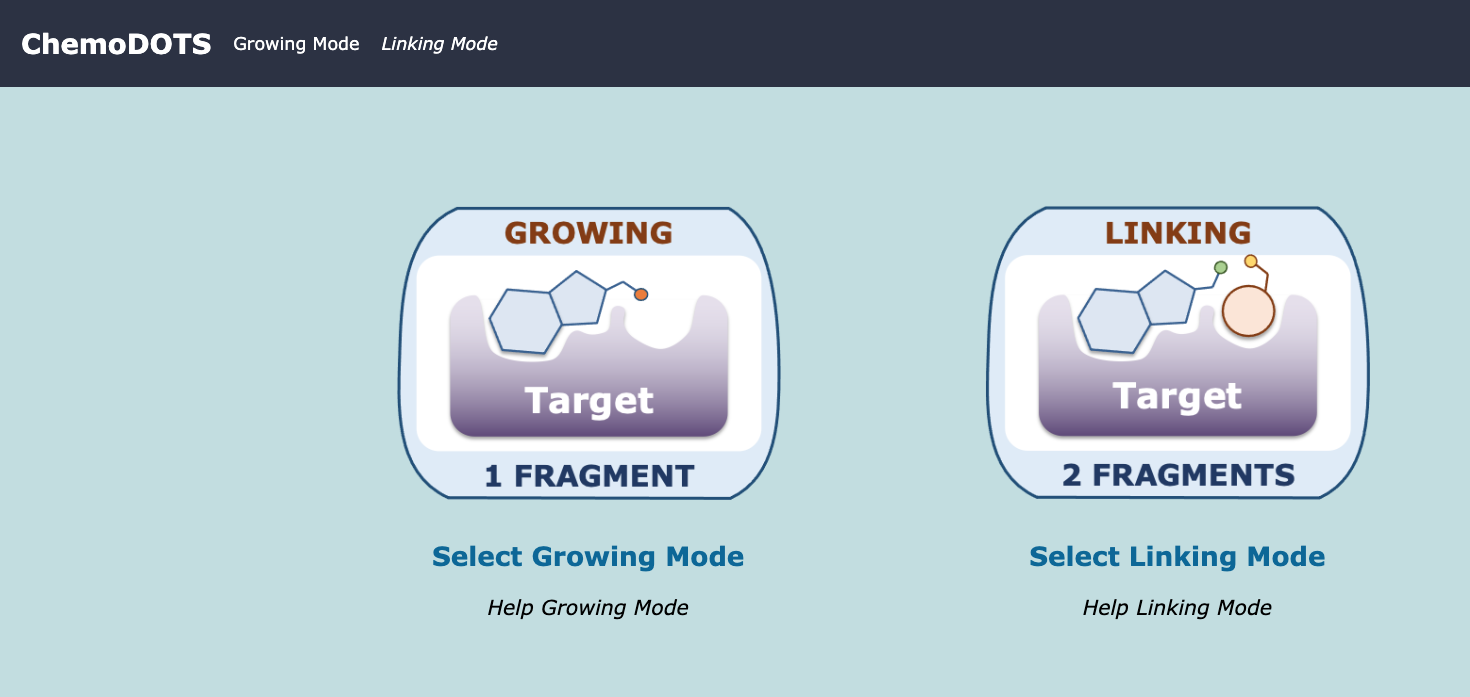 ChemoDOTS Growing Mode Linking Mode
GROWING
Target
1 FRAGMENT
Select Growing Mode
Help Growing Mode
LINKING
Target
2 FRAGMENTS
Select Linking Mode
Help Linking Mode